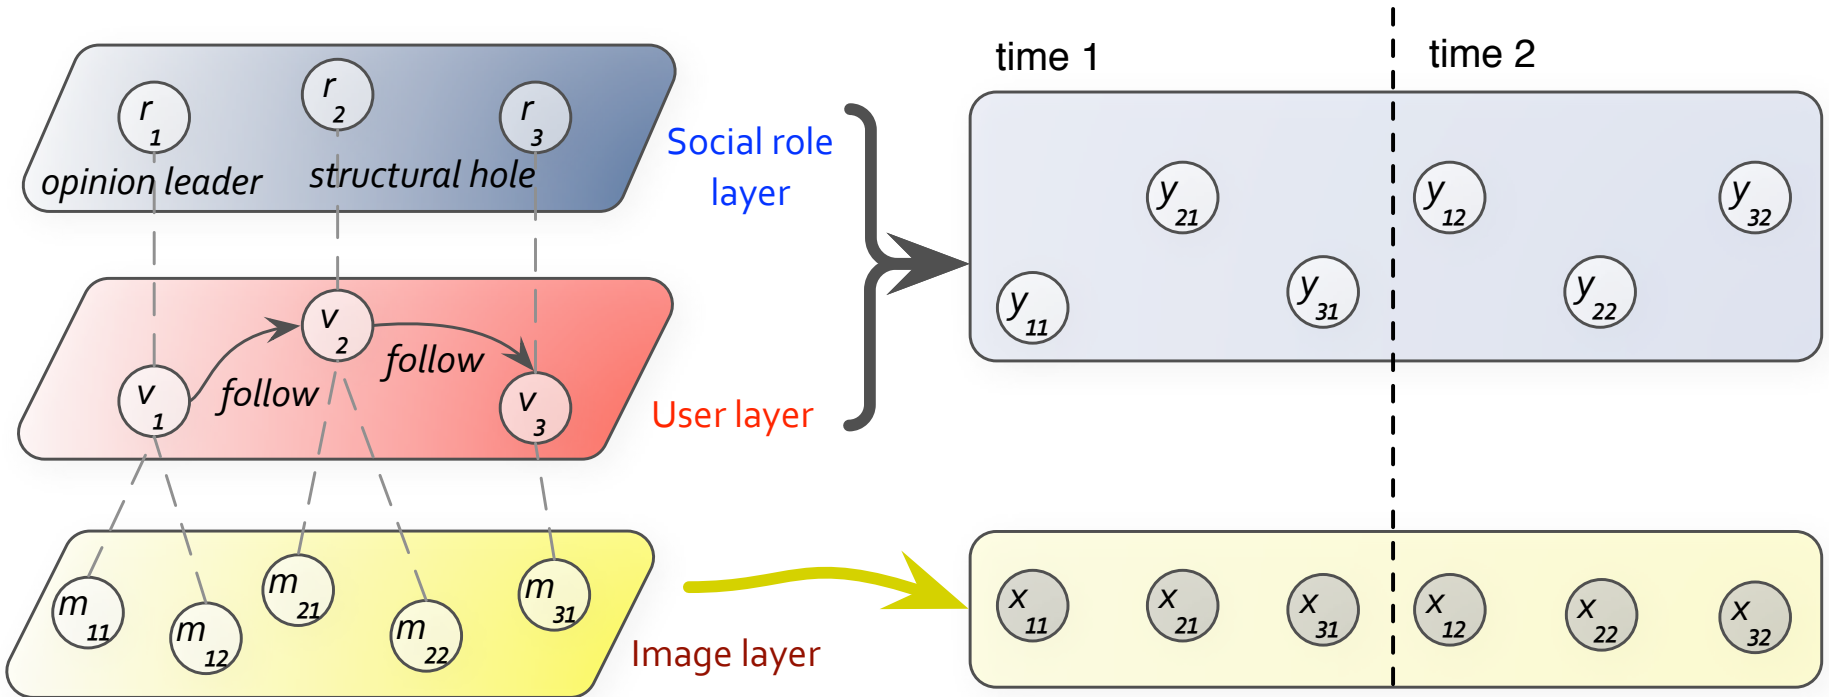 time 1
time 2
r1
r2
r3
opinion leader
structural hole
Social role
layer
y21
y12
y32
y11
y31
y22
v1
v2
v3
follow
follow
User layer
m11
m12
m21
m22
m31
Image layer
x11
x21
x31
x12
x22
x32